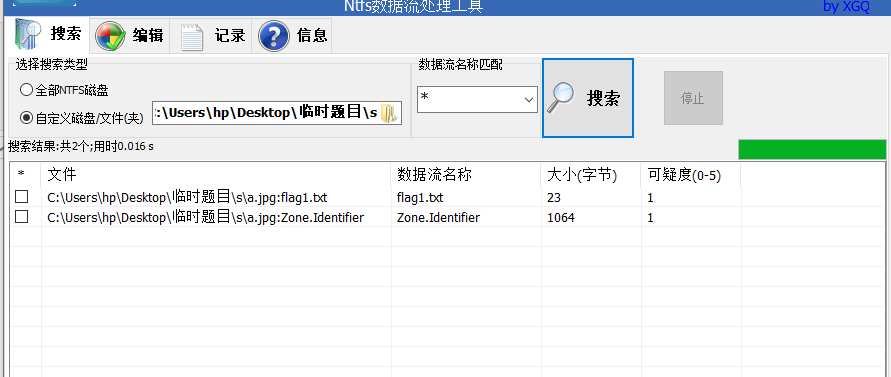 Ntfs数据流处理工具 by XGQ
搜索 编辑 记录 信息
选择搜索类型 数据流名称匹配
全部NTFS磁盘
* 搜索 停止
自定义磁盘/文件(夹) :\Users\hp\Desktop\临时题目\s
搜索结果:共2个;用时0.016 s
* 文件 数据流名称 大小(字节) 可疑度(0-5)
C:\Users\hp\Desktop\临时题目\s\a.jpg:flag1.txt flag1.txt 23 1
C:\Users\hp\Desktop\临时题目\s\a.jpg:Zone.Identifier Zone.Identifier 1064 1